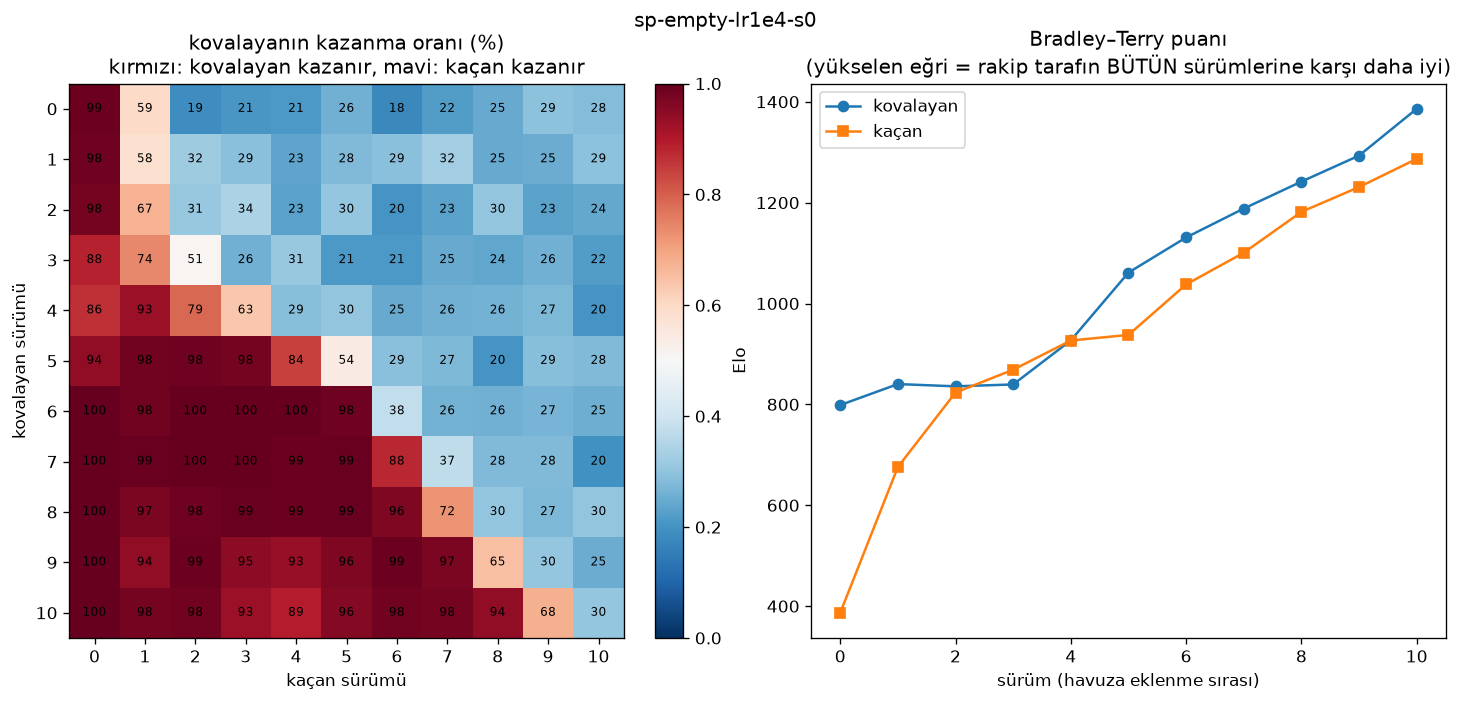 sp-empty-lr1e4-s0
kovalayanın kazanma oranı (%)
kırmızı: kovalayan kazanır, mavi: kaçan kazanır
kovalayan sürümü
0 99 59 19 21 21 26 18 22 25 29 28
1 98 58 32 29 23 28 29 32 25 25 29
2 98 67 31 34 23 30 20 23 30 23 24
3 88 74 51 26 31 21 21 25 24 26 22
4 86 93 79 63 29 30 25 26 26 27 20
5 94 98 98 98 84 54 29 27 20 29 28
6 100 98 100 100 100 98 38 26 26 27 25
7 100 99 100 100 99 99 88 37 28 28 20
8 100 97 98 99 99 99 96 72 30 27 30
9 100 94 99 95 93 96 99 97 65 30 25
10 100 98 98 93 89 96 98 98 94 68 30
0 1 2 3 4 5 6 7 8 9 10
kaçan sürümü
1.0
0.8
0.6
0.4
0.2
0.0
Bradley–Terry puanı
(yükselen eğri = rakip tarafın BÜTÜN sürümlerine karşı daha iyi)
kovalayan
kaçan
Elo
1400
1200
1000
800
600
400
0 2 4 6 8 10
sürüm (havuza eklenme sırası)